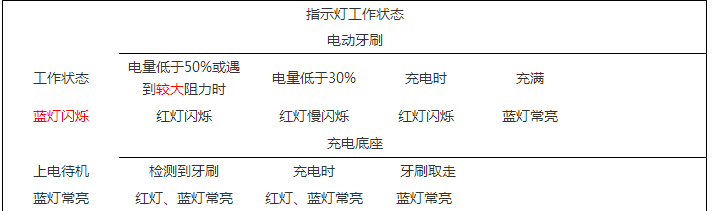 指示灯工作状态
电动牙刷
工作状态 电量低于50%或遇到较大阻力时 电量低于30% 充电时 充满
蓝灯闪烁 红灯闪烁 红灯慢闪烁 红灯闪烁 蓝灯常亮
充电底座
上电待机 检测到牙刷 充电时 牙刷取走
蓝灯常亮 红灯、蓝灯常亮 红灯、蓝灯常亮 蓝灯常亮